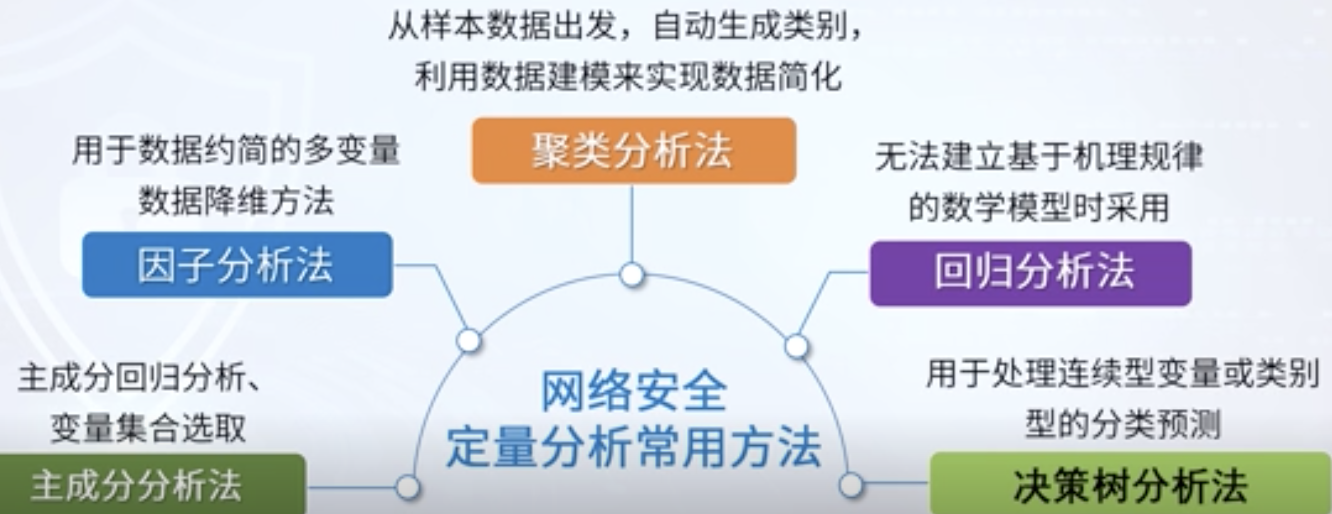 从样本数据出发，自动生成类别，
利用数据建模来实现数据简化
聚类分析法
用于数据约简的多变量
数据降维方法
因子分析法
无法建立基于机理规律
的数学模型时采用
回归分析法
主成分回归分析、
变量集合选取
主成分分析法
用于处理连续型变量或类别
型的分类预测
决策树分析法
网络安全
定量分析常用方法